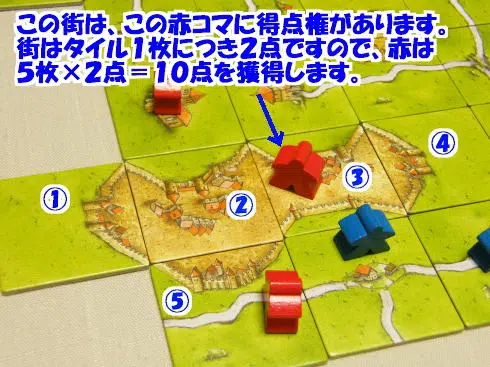 この街は、この赤コマに得点権があります。
街はタイル1枚につき2点ですので、赤は
5枚×2点=10点を獲得します。
①
②
③
④
⑤